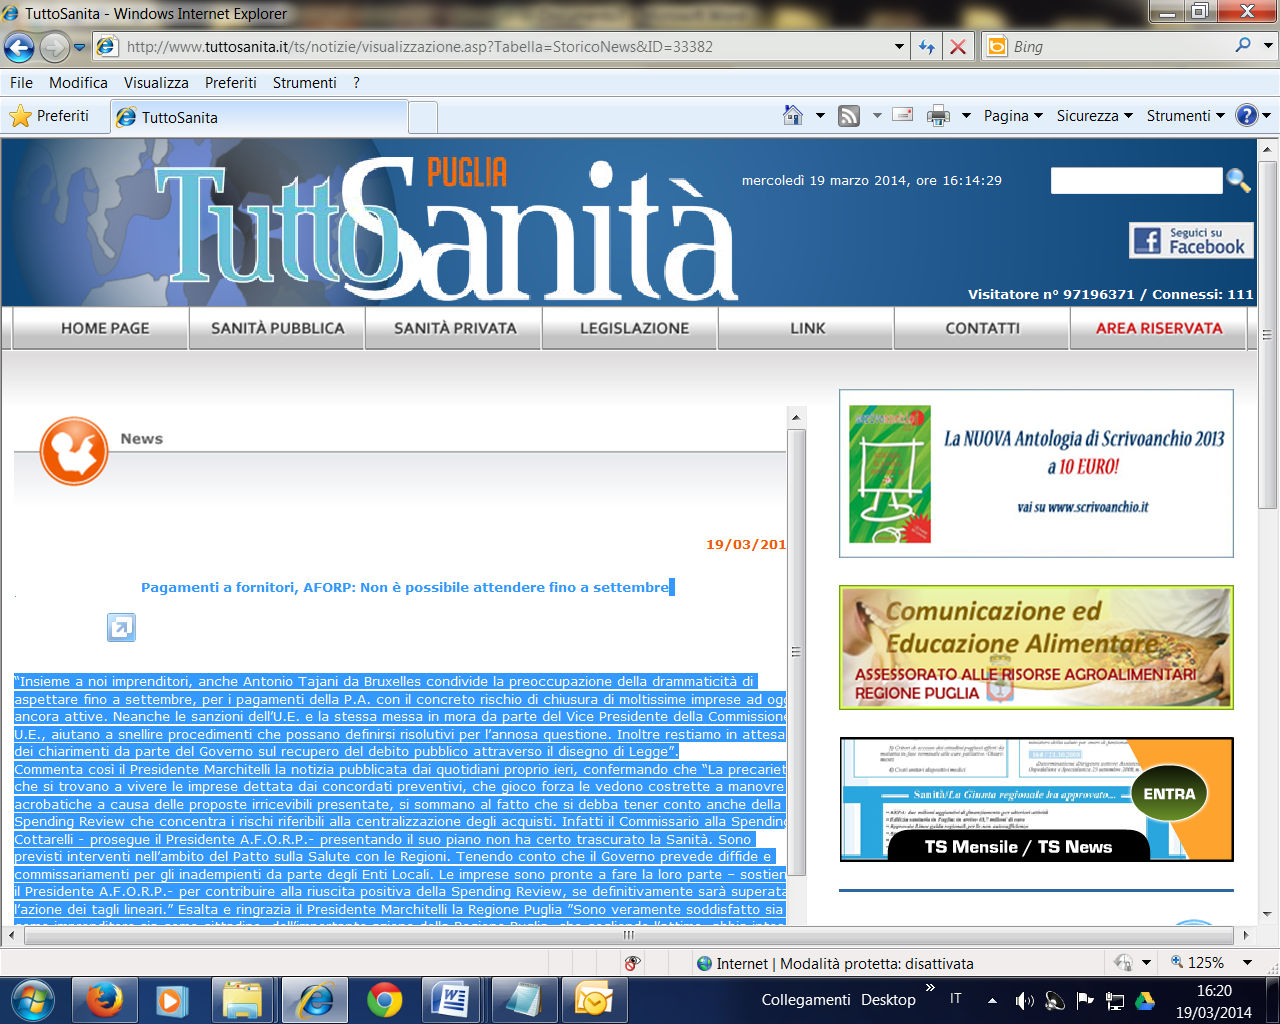 TuttoSanita - Windows Internet Explorer
http://www.tuttosanita.it/ts/notizie/visualizzazione.asp?Tabella=StoricoNews&ID=33382
Bing
File Modifica Visualizza Preferiti Strumenti ?
Preferiti
TuttoSanita
Pagina Sicurezza Strumenti
TuttoSanità
PUGLIA
mercoledì 19 marzo 2014, ore 16:14:29
Seguici su
Facebook
Visitatore n° 97196371 / Connessi: 111
HOME PAGE
SANITÀ PUBBLICA
SANITÀ PRIVATA
LEGISLAZIONE
LINK
CONTATTI
AREA RISERVATA
News
19/03/201
Pagamenti a fornitori, AFORP: Non è possibile attendere fino a settembre
“Insieme a noi imprenditori, anche Antonio Tajani da Bruxelles condivide la preoccupazione della drammaticità di
aspettare fino a settembre, per i pagamenti della P.A. con il concreto rischio di chiusura di moltissime imprese ad og
ancora attive. Neanche le sanzioni dell’U.E. e la stessa messa in mora da parte del Vice Presidente della Commission
U.E., aiutano a snellire procedimenti che possano definirsi risolutivi per l’annosa questione. Inoltre restiamo in attesa
dei chiarimenti da parte del Governo sul recupero del debito pubblico attraverso il disegno di Legge”.
Commenta così il Presidente Marchitelli la notizia pubblicata dai quotidiani proprio ieri, confermando che “La precariet
che si trovano a vivere le imprese dettata dai concordati preventivi, che gioco forza le vedono costrette a manovre
acrobatiche a causa delle proposte irricevibili presentate, si sommano al fatto che si debba tener conto anche della
Spending Review che concentra i rischi riferibili alla centralizzazione degli acquisti. Infatti il Commissario alla Spending
Cottarelli - prosegue il Presidente A.F.O.R.P.- presentando il suo piano non ha certo trascurato la Sanità. Sono
previsti interventi nell’ambito del Patto sulla Salute con le Regioni. Tenendo conto che il Governo prevede diffide e
commissariamenti per gli inadempienti da parte degli Enti Locali. Le imprese sono pronte a fare la loro parte – sostien
il Presidente A.F.O.R.P.- per contribuire alla riuscita positiva della Spending Review, se definitivamente sarà superata
l’azione dei tagli lineari.” Esalta e ringrazia il Presidente Marchitelli la Regione Puglia ”Sono veramente soddisfatto sia
La NUOVA Antologia di Scrivoanchio 2013
a 10 EURO!
vai su www.scrivoanchio.it
Comunicazione ed
Educazione Alimentare
ASSESSORATO ALLE RISORSE AGROALIMENTARI
REGIONE PUGLIA
Sanità/La Giunta regionale ha approvato...
ENTRA
TS Mensile / TS News
Internet | Modalità protetta: disattivata
125%
Collegamenti Desktop » IT
16:20
19/03/2014